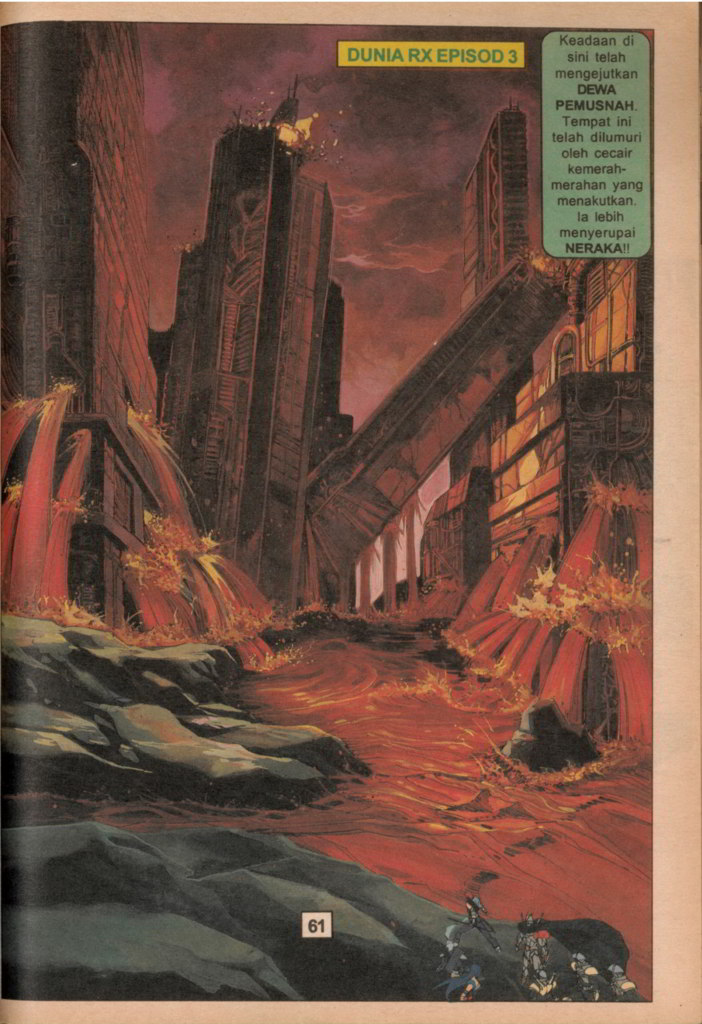 DUNIA RX EPISOD 3
Keadaan di
sini telah
mengejutkan
DEWA
PEMUSNAH.
Tempat ini
telah dilumuri
oleh cecair
kemerah-
merahan yang
menakutkan.
Ia lebih
menyerupai
NERAKA!!
61